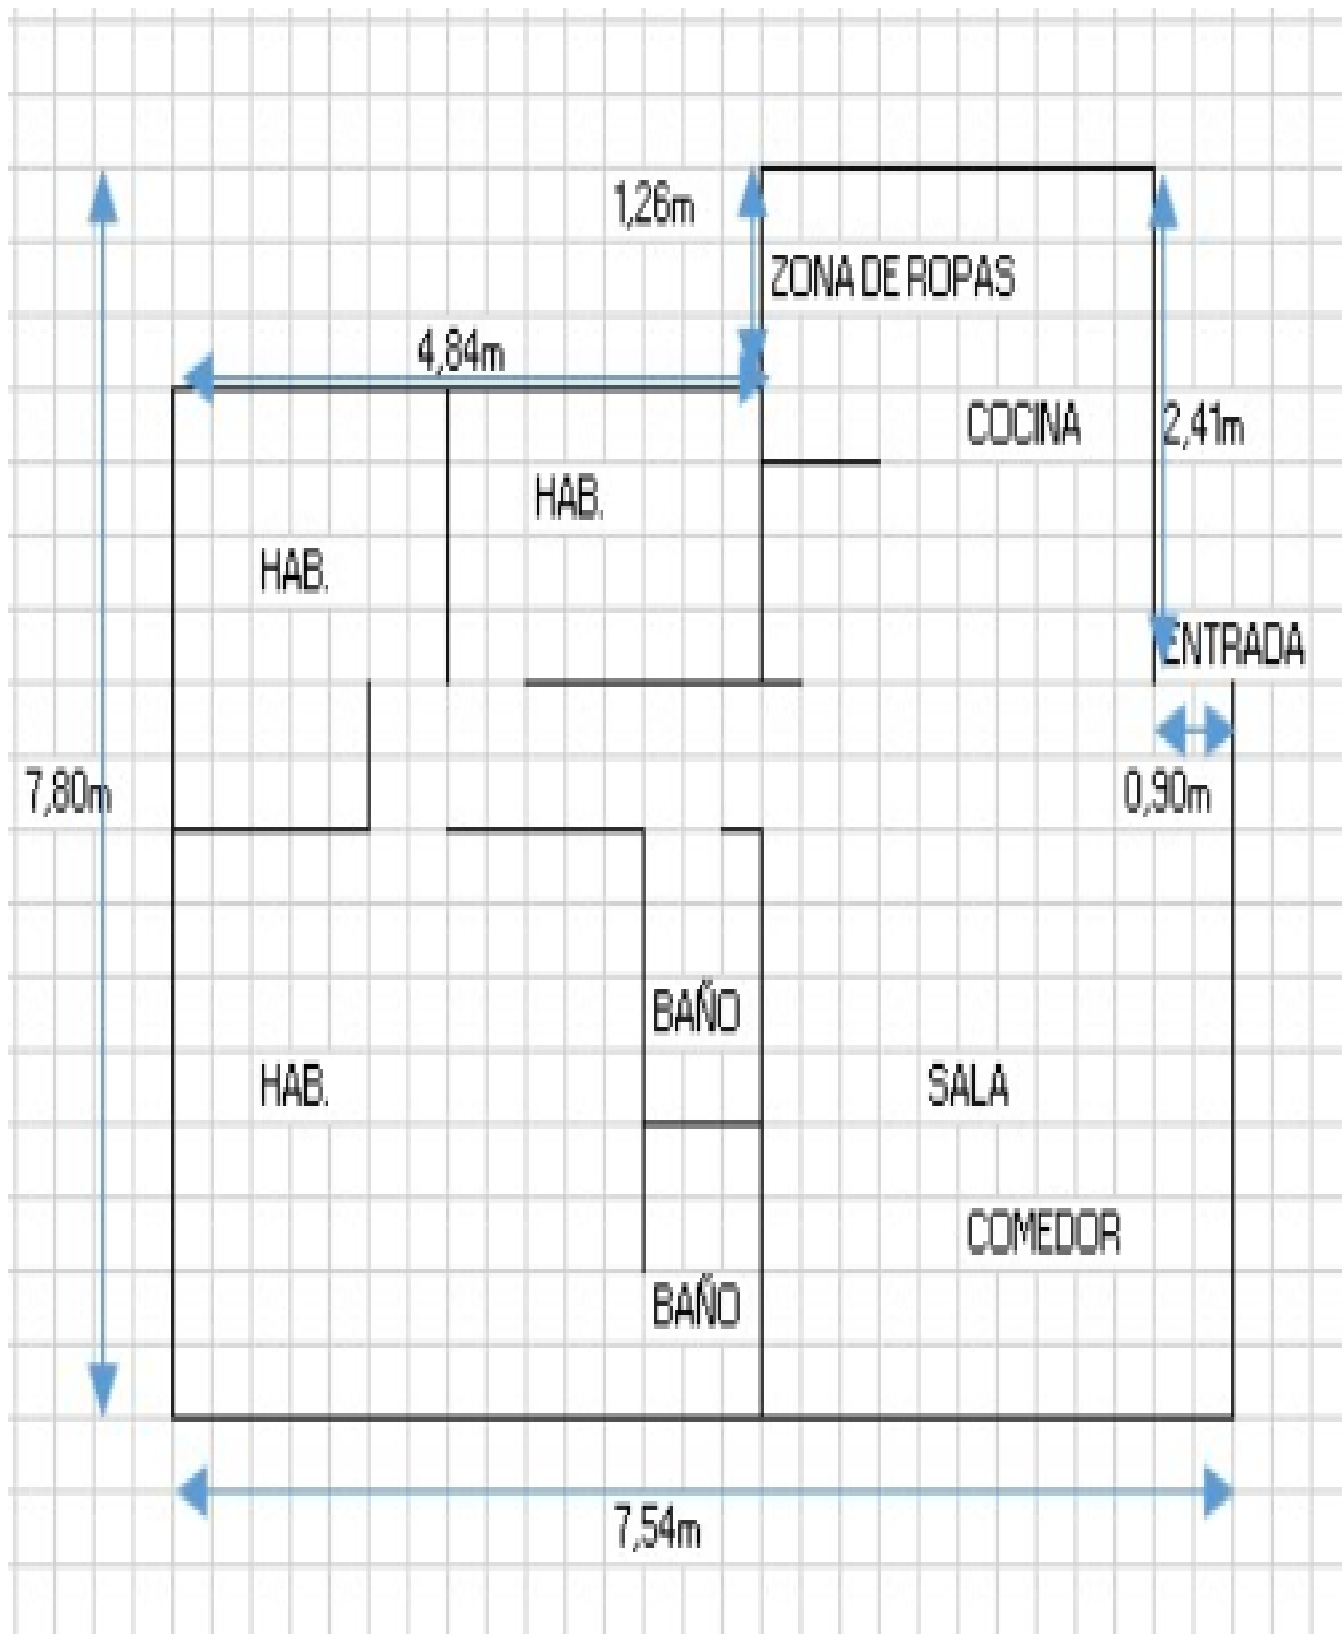 1,26m
ZONA DE ROPAS
4,84m
COCINA
2,41m
HAB.
HAB.
ENTRADA
7,80m
0,90m
BAÑO
HAB.
SALA
COMEDOR
BAÑO
7,54m